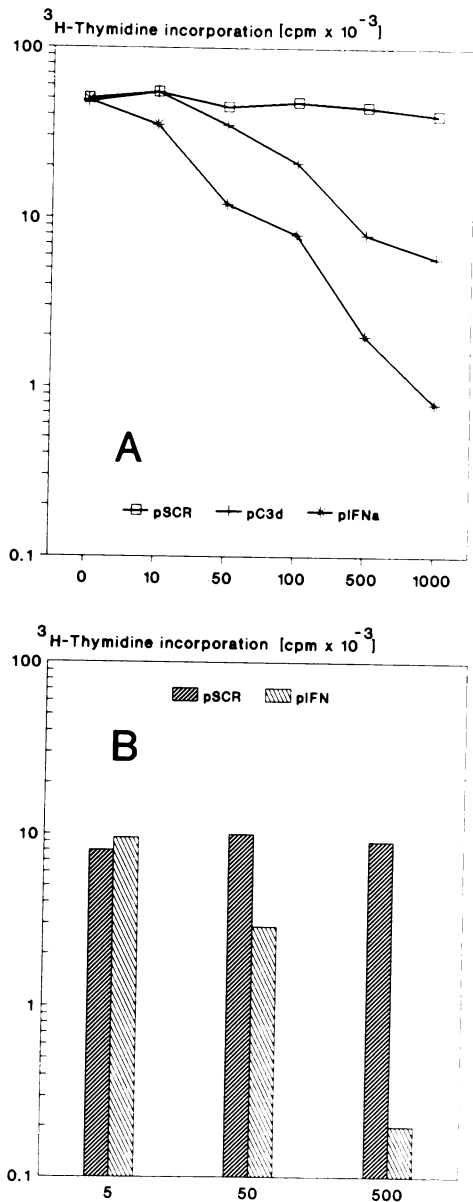 3H-Thymidine incorporation [cpm x 10-3]
100
10
1
0.1
A
pSCR pC3d pIFNa
0 10 50 100 500 1000
3H-Thymidine incorporation [cpm x 10-3]
100
pSCR pIFN
B
10
1
0.1
5 50 500